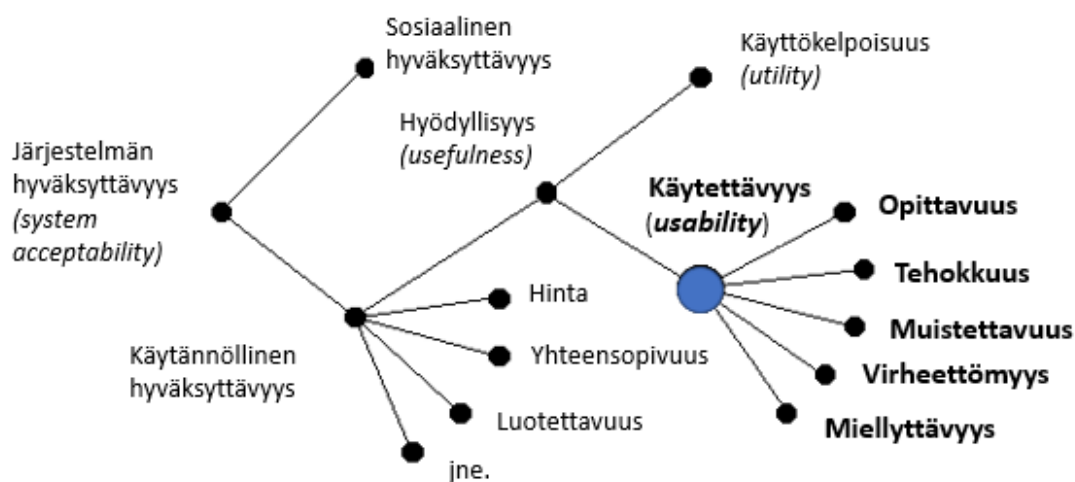 Sosiaalinen
hyväksyttävyys
Käyttökelpoisuus
(utility)
Hyödyllisyys
(usefulness)
Järjestelmän
hyväksyttävyys
(system
acceptability)
Käytettävyys
(usability)
Opittavuus
Tehokkuus
Muistettavuus
Virheettömyys
Miellyttävyys
Hinta
Yhteensopivuus
Käytännöllinen
hyväksyttävyys
Luotettavuus
jne.